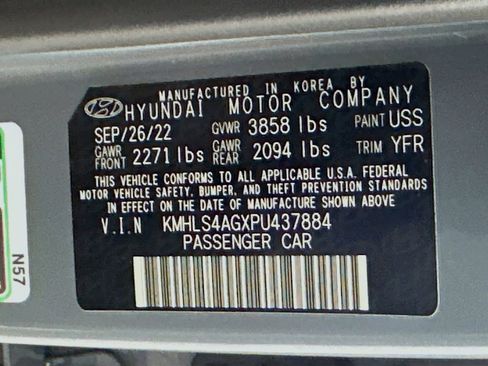 MANUFACTURED IN KOREA BY
HYUNDAI MOTOR COMPANY
SEP/26/22 GVWR 3858 lbs PAINT USS
GAWR FRONT 2271 lbs GAWR REAR 2094 lbs TRIM YFR
THIS VEHICLE CONFORMS TO ALL APPLICABLE U.S.A. FEDERAL
MOTOR VEHICLE SAFETY, BUMPER, AND THEFT PREVENTION STANDARDS
IN EFFECT ON THE DATE OF MANUFACTURE SHOWN ABOVE
V.I.N KMHLS4AGXPU437884
PASSENGER CAR
N57